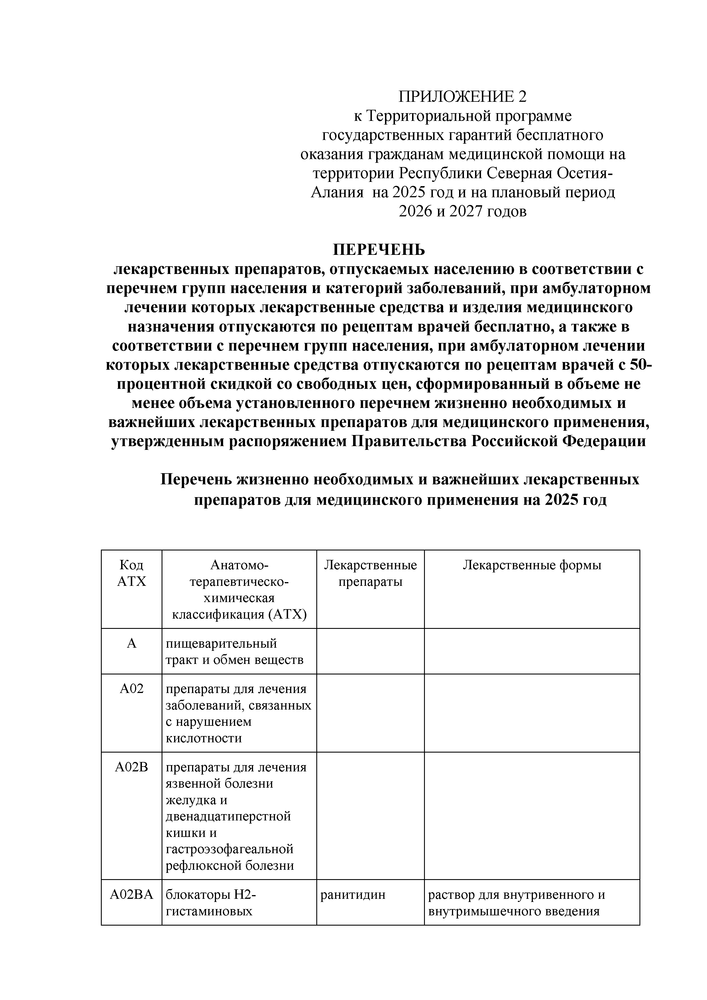 ПРИЛОЖЕНИЕ 2
к Территориальной программе
государственных гарантий бесплатного
оказания гражданам медицинской помощи на
территории Республики Северная Осетия-
Алания на 2025 год и на плановый период
2026 и 2027 годов
ПЕРЕЧЕНЬ
лекарственных препаратов, отпускаемых населению в соответствии с
перечнем групп населения и категорий заболеваний, при амбулаторном
лечении которых лекарственные средства и изделия медицинского
назначения отпускаются по рецептам врачей бесплатно, а также в
соответствии с перечнем групп населения, при амбулаторном лечении
которых лекарственные средства отпускаются по рецептам врачей с 50-
процентной скидкой со свободных цен, сформированный в объеме не
менее объема установленного перечнем жизненно необходимых и
важнейших лекарственных препаратов для медицинского применения,
утвержденным распоряжением Правительства Российской Федерации
Перечень жизненно необходимых и важнейших лекарственных
препаратов для медицинского применения на 2025 год
Код
АТХ
Анатомо-
терапевтическо-
химическая
классификация (АТХ)
Лекарственные
препараты
Лекарственные формы
A
пищеварительный
тракт и обмен веществ
A02
препараты для лечения
заболеваний, связанных
с нарушением
кислотности
A02B
препараты для лечения
язвенной болезни
желудка и
двенадцатиперстной
кишки и
гастроэзофагеальной
рефлюксной болезни
A02BA
блокаторы Н2-
гистаминовых
ранитидин
раствор для внутривенного и
внутримышечного введения